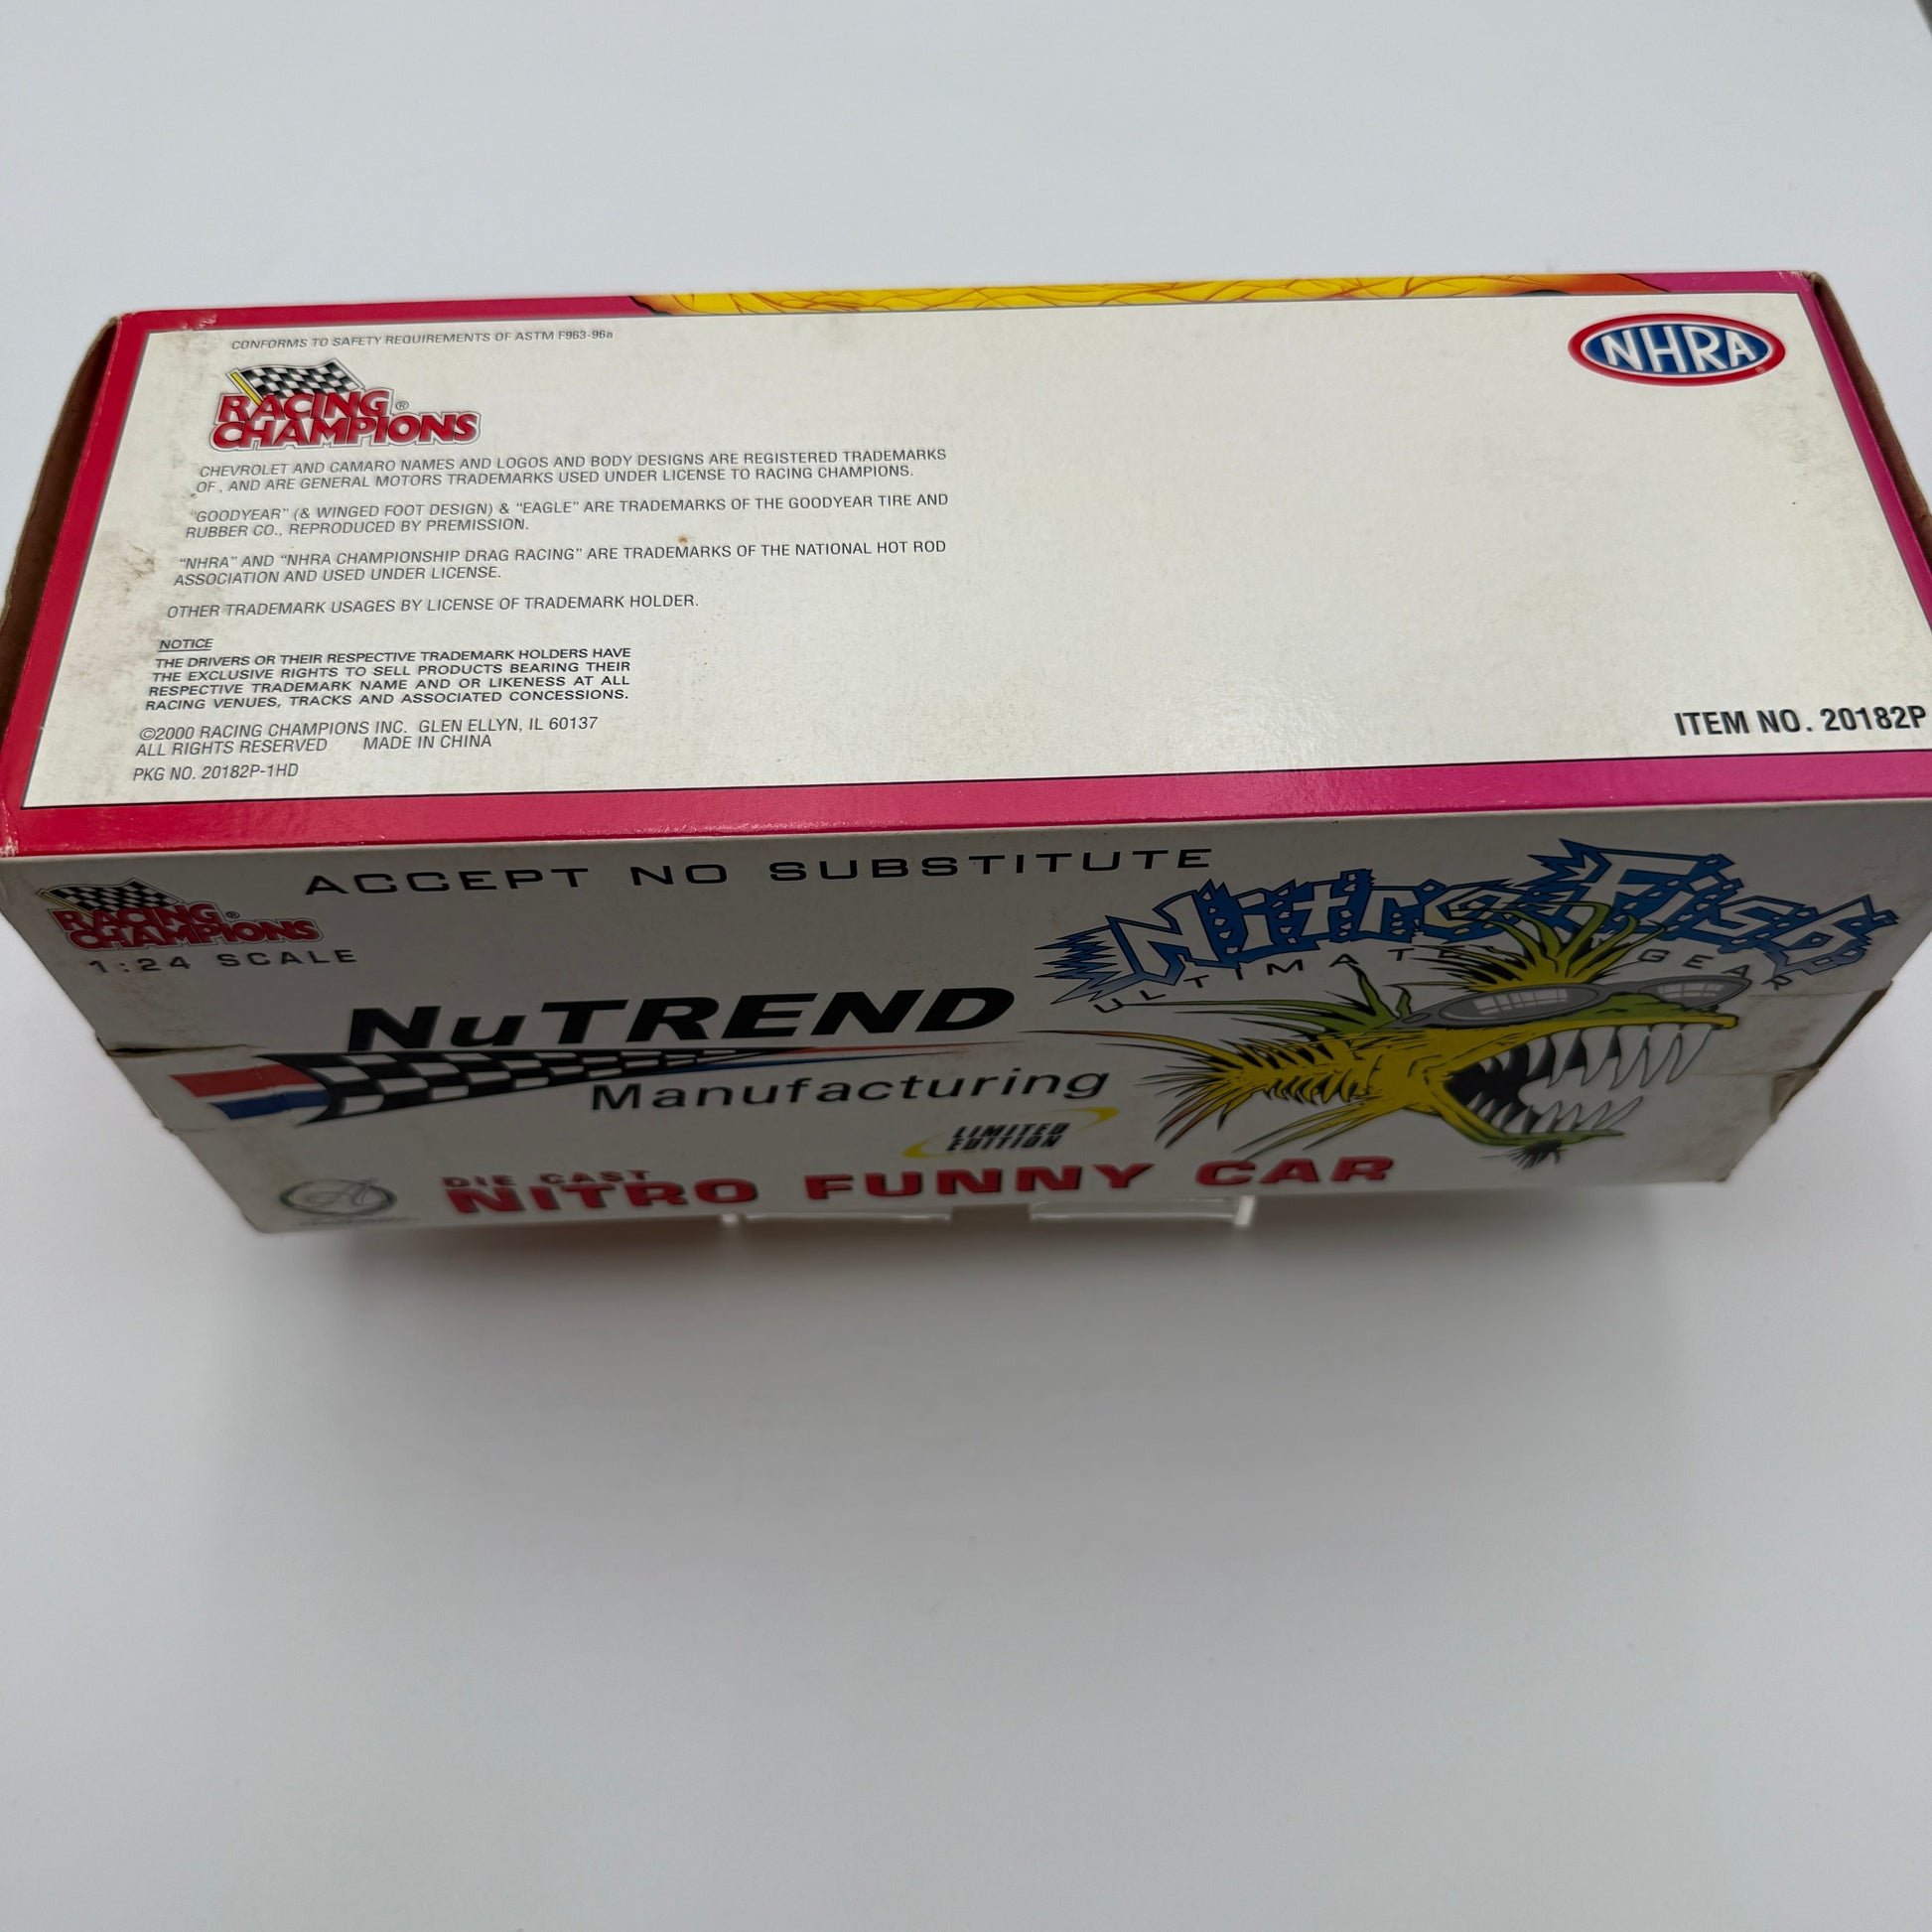 CONFORMS TO SAFETY REQUIREMENTS OF ASTM F963-96a
RACING®
CHAMPIONS
NHRA
CHEVROLET AND CAMARO NAMES AND LOGOS AND BODY DESIGNS ARE REGISTERED TRADEMARKS
OF , AND ARE GENERAL MOTORS TRADEMARKS USED UNDER LICENSE TO RACING CHAMPIONS.
"GOODYEAR" (& WINGED FOOT DESIGN) & "EAGLE" ARE TRADEMARKS OF THE GOODYEAR TIRE AND
RUBBER CO., REPRODUCED BY PREMISSION.
"NHRA" AND "NHRA CHAMPIONSHIP DRAG RACING" ARE TRADEMARKS OF THE NATIONAL HOT ROD
ASSOCIATION AND USED UNDER LICENSE.
OTHER TRADEMARK USAGES BY LICENSE OF TRADEMARK HOLDER.
NOTICE
THE DRIVERS OR THEIR RESPECTIVE TRADEMARK HOLDERS HAVE
THE EXCLUSIVE RIGHTS TO SELL PRODUCTS BEARING THEIR
RESPECTIVE TRADEMARK NAME AND OR LIKENESS AT ALL
RACING VENUES, TRACKS AND ASSOCIATED CONCESSIONS.
©2000 RACING CHAMPIONS INC. GLEN ELLYN, IL 60137
ALL RIGHTS RESERVED MADE IN CHINA
PKG NO. 20182P-1HD
ITEM NO. 20182P
ACCEPT NO SUBSTITUTE
RACING®
CHAMPIONS
1:24 SCALE
Nitro Fish
ULTIMATE GEAR
NuTREND
Manufacturing
LIMITED
EDITION
DIE CAST
NITRO FUNNY CAR